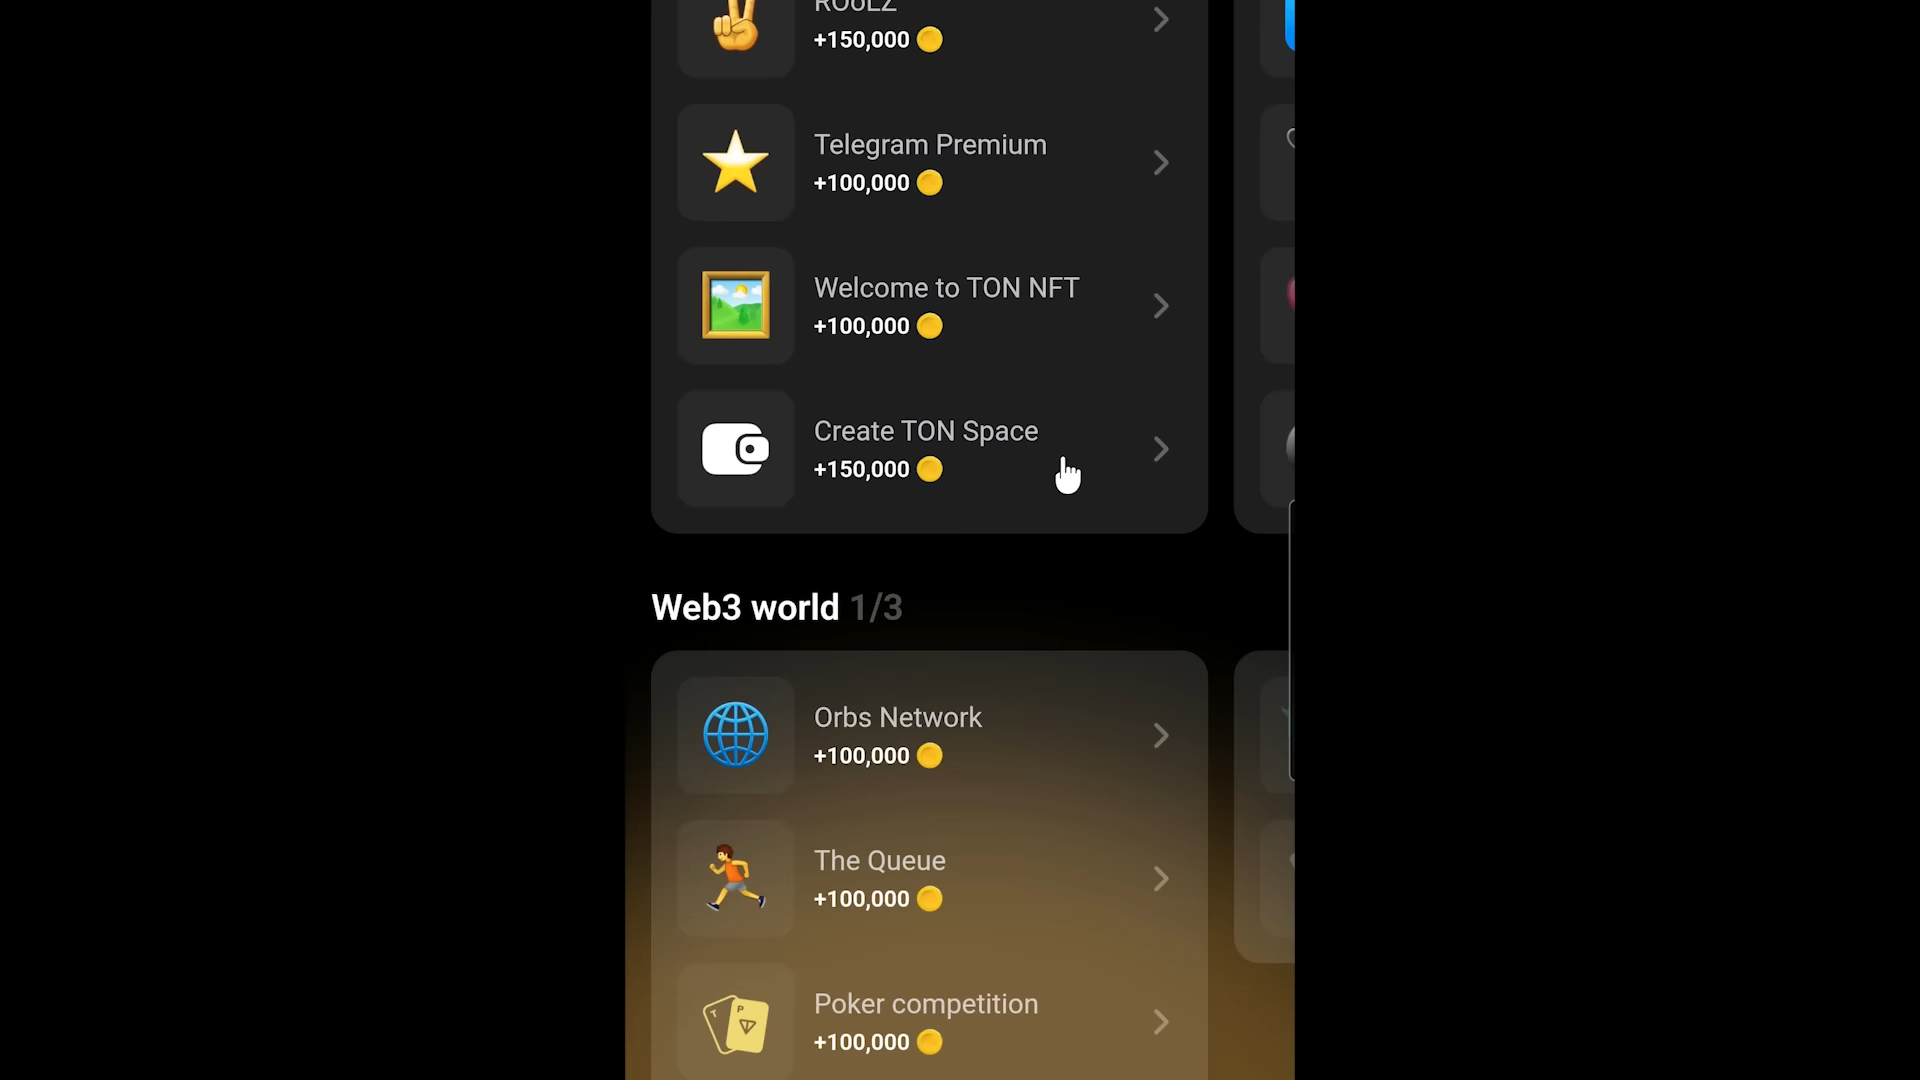 ROOLZ
+150,000
Telegram Premium
+100,000
Welcome to TON NFT
+100,000
Create TON Space
+150,000
Web3 world 1/3
Orbs Network
+100,000
The Queue
+100,000
Poker competition
+100,000